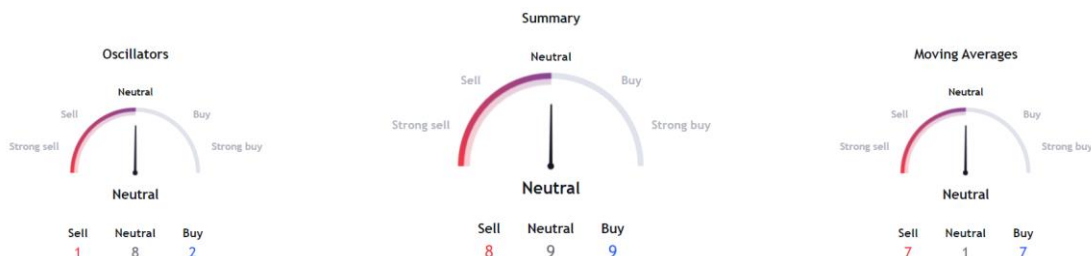 Summary
Neutral
Sell Buy
Strong sell Strong buy
Neutral
Sell Neutral Buy
8 9 9
Oscillators
Neutral
Sell Buy
Strong sell Strong buy
Neutral
Sell Neutral Buy
1 8 2
Moving Averages
Neutral
Sell Buy
Strong sell Strong buy
Neutral
Sell Neutral Buy
7 1 7